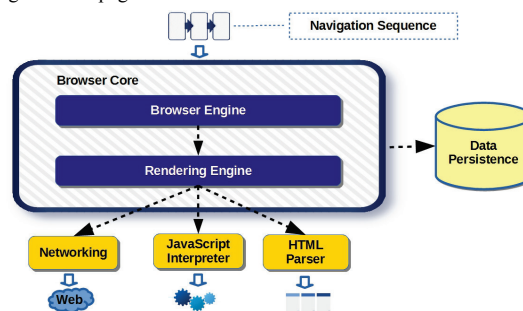 Navigation Sequence
Browser Core
Browser Engine
Rendering Engine
Data
Persistence
Networking
JavaScript
Interpreter
HTML
Parser
Web